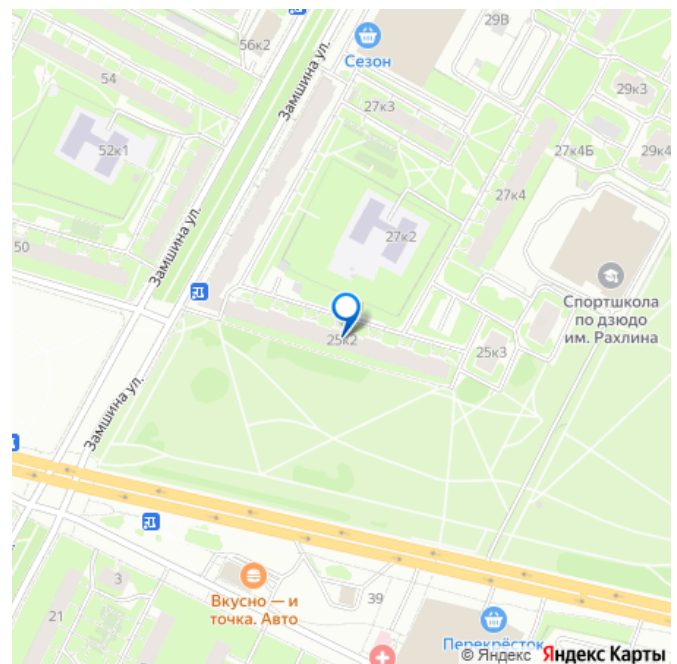 29В
56к2
Сезон
Замшина ул.
54
29к3
27к3
52к1
27к4Б
29к4
27к4
50
Замшина ул.
27к2
Спортшкола
по дзюдо
им. Рахлина
25к2
25к3
Замшина ул.
3
Вкусно — и
точка. Авто
39
21
Перекрёсток
© Яндекс Яндекс Карты